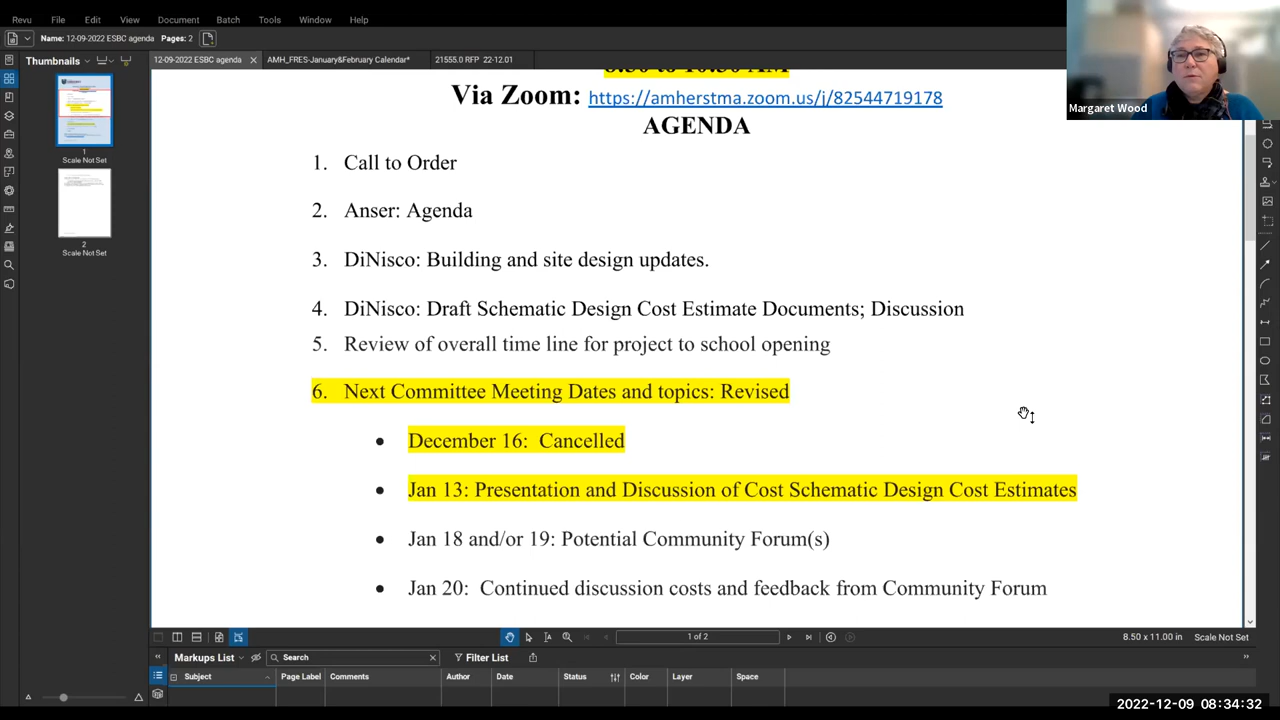 Revu File Edit View Document Batch Tools Window Help
Name: 12-09-2022 ESBC agenda Pages: 2
Thumbnails
12-09-2022 ESBC agenda AMH_FRES-January&February Calendar* 21555.0 RFP 22-12.01
Margaret Wood
1
Scale Not Set
2
Scale Not Set
Via Zoom: https://amherstma.zoom.us/j/82544719178
AGENDA
1. Call to Order
2. Anser: Agenda
3. DiNisco: Building and site design updates.
4. DiNisco: Draft Schematic Design Cost Estimate Documents; Discussion
5. Review of overall time line for project to school opening
6. Next Committee Meeting Dates and topics: Revised
• December 16: Cancelled
• Jan 13: Presentation and Discussion of Cost Schematic Design Cost Estimates
• Jan 18 and/or 19: Potential Community Forum(s)
• Jan 20: Continued discussion costs and feedback from Community Forum
1 of 2 8.50 x 11.00 in Scale Not Set
Markups List Search Filter List
Subject Page Label Comments Author Date Status Color Layer Space
2022-12-09 08:34:32